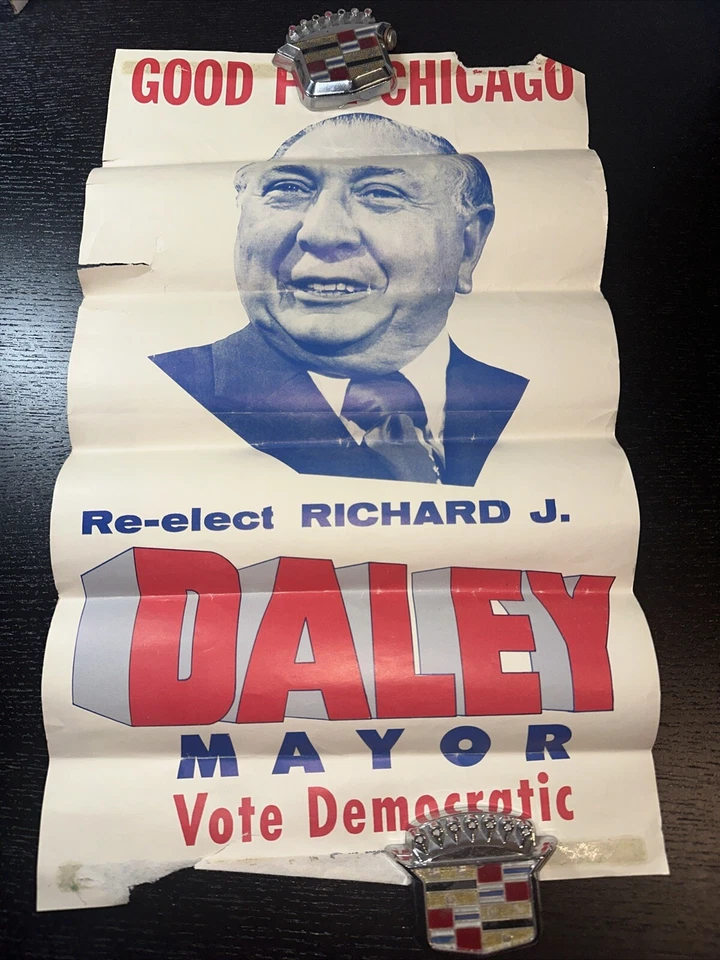 GOOD CHICAGO
Re-elect RICHARD J.
DALEY
MAYOR
Vote Democratic